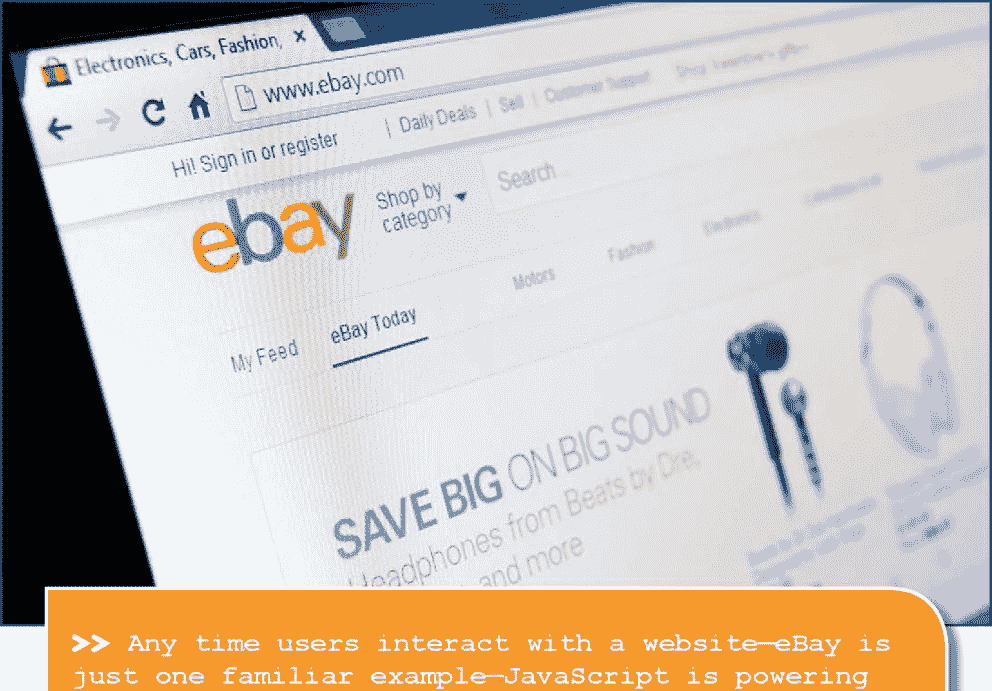 Electronics, Cars, Fashion,
www.ebay.com
Hi! Sign in or register | Daily Deals | Sell | Customer Support
ebay
Shop by
category
Search...
My Feed
eBay Today
Motors
Fashion
Electronics
SAVE BIG ON BIG SOUND
Headphones from Beats by Dre,
and more
>> Any time users interact with a website—eBay is
just one familiar example—JavaScript is powering